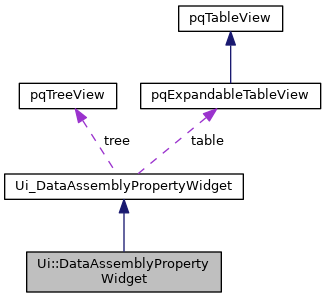 pqTableView
pqTreeView
pqExpandableTableView
tree
table
Ui_DataAssemblyPropertyWidget
Ui::DataAssemblyProperty
Widget